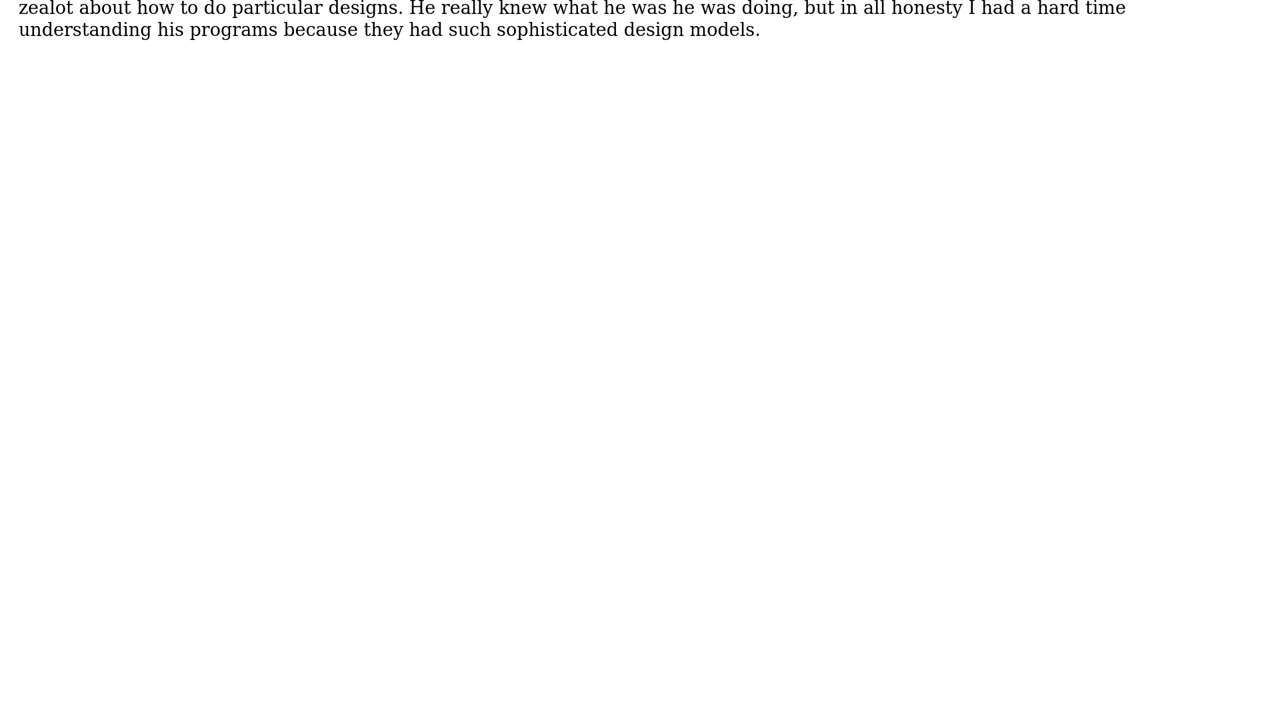 zealot about how to do particular designs. He really knew what he was he was doing, but in all honesty I had a hard time
understanding his programs because they had such sophisticated design models.